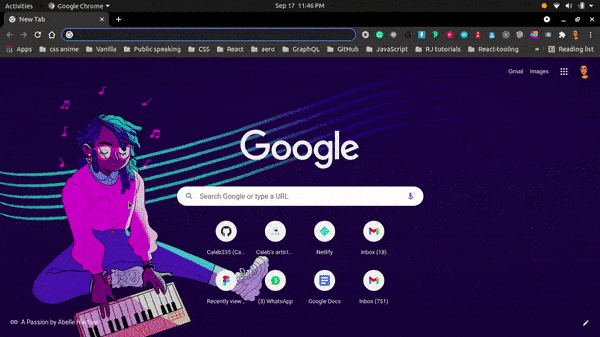 Activities Google Chrome Sep 17 11:46 PM
New Tab
Apps css anime Vanilla Public speaking CSS React aero GraphQL GitHub JavaScript RJ tutorials React-tooling » Reading list
Gmail Images
Google
Search Google or type a URL
Caleb335 (Ca... Caleb's articl... Netlify Inbox (18)
Recently view... (3) WhatsApp Google Docs Inbox (751)
A Passion by Abelle